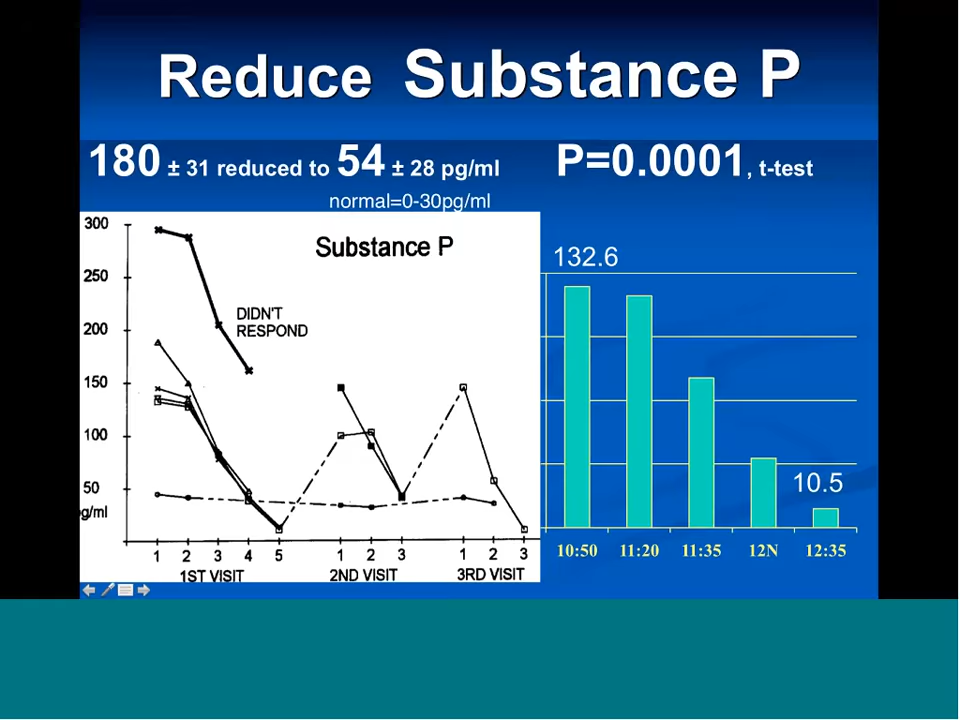 Reduce Substance P
180 ± 31 reduced to 54 ± 28 pg/ml
P=0.0001, t-test
normal=0-30pg/ml
Substance P
300
250
200
150
100
50
g/ml
DIDN'T
RESPOND
1 2 3 4 5 1 2 3 1 2 3
1ST VISIT 2ND VISIT 3RD VISIT
132.6
10.5
10:50 11:20 11:35 12N 12:35